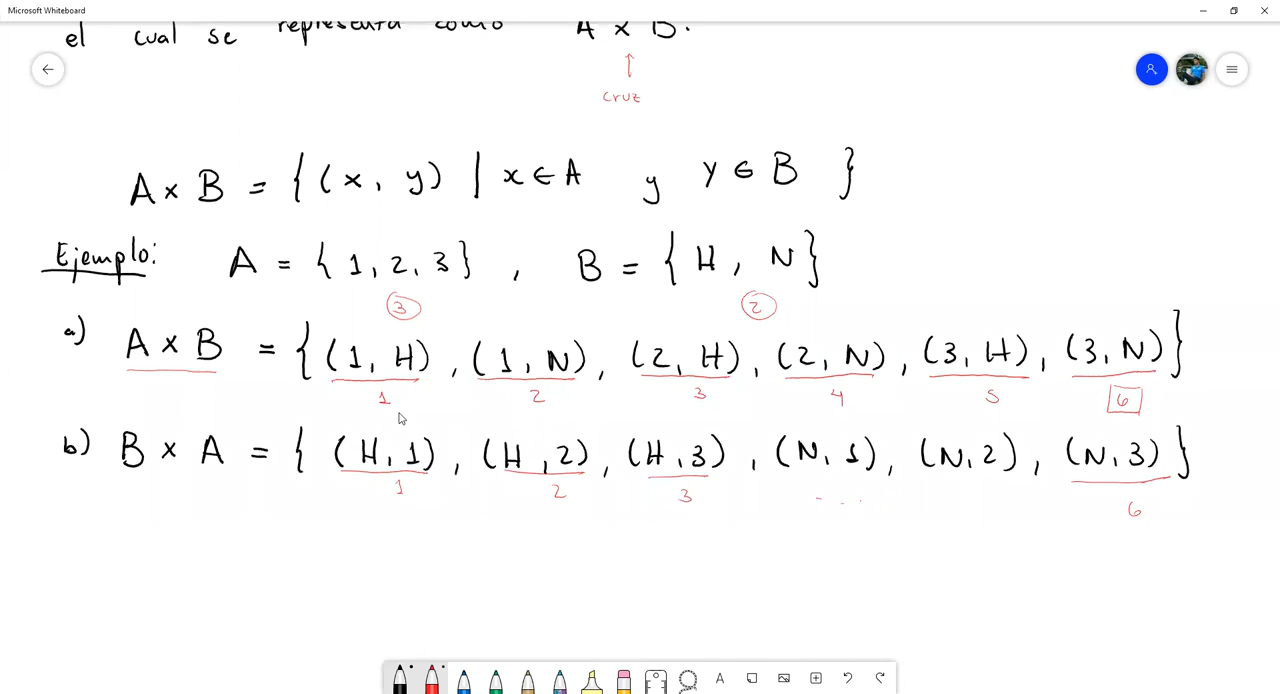 Microsoft Whiteboard
el cual se representa como A × B.
cruz
A × B = {(x, y) | x ∈ A y y ∈ B}
Ejemplo: A = {1, 2, 3}, B = {H, N}
3 2
a) A × B = {(1, H), (1, N), (2, H), (2, N), (3, H), (3, N)}
1 2 3 4 5 6
b) B × A = {(H, 1), (H, 2), (H, 3), (N, 1), (N, 2), (N, 3)}
1 2 3 ... 6
A